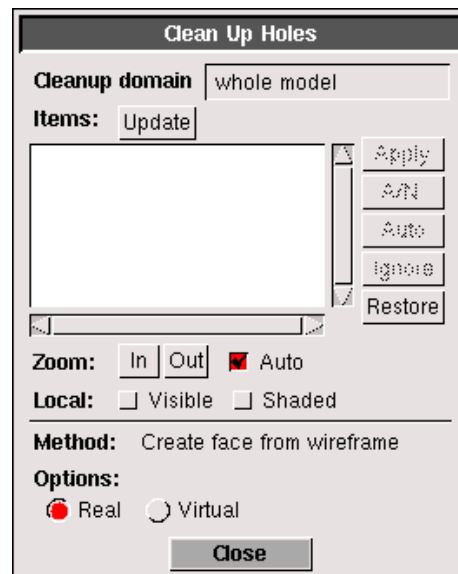 Clean Up Holes
Cleanup domain whole model
Items: Update
Apply
A/N
Auto
Ignore
Restore
Zoom: In Out Auto
Local: Visible Shaded
Method: Create face from wireframe
Options:
Real Virtual
Close